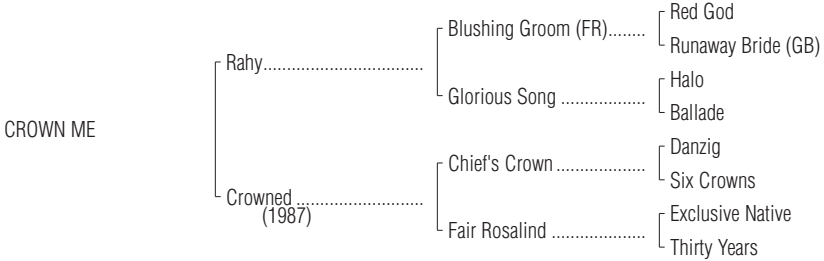 Red God
Blushing Groom (FR)........
Runaway Bride (GB)
Rahy..................................
Halo
Glorious Song ..................
Ballade
CROWN ME
Danzig
Chief's Crown ...................
Six Crowns
Crowned ...........................
(1987)
Exclusive Native
Fair Rosalind ....................
Thirty Years